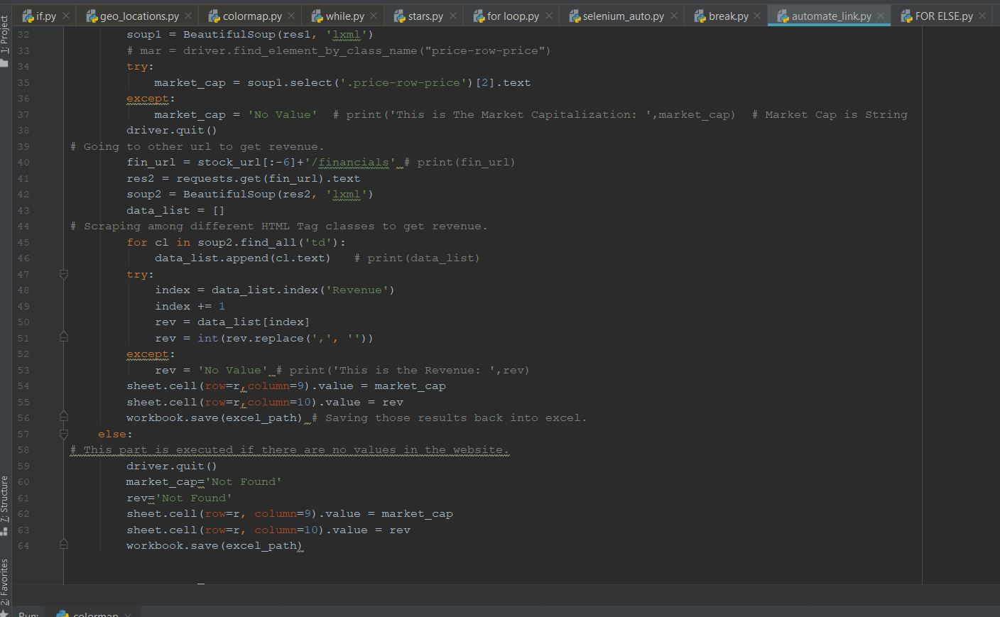 if.py geo_locations.py colormap.py while.py stars.py for loop.py selenium_auto.py break.py automate_link.py FOR ELSE.py
1: Project
32 soup1 = BeautifulSoup(res1, 'lxml')
33 # mar = driver.find_element_by_class_name("price-row-price")
34 try:
35 market_cap = soup1.select('.price-row-price')[2].text
36 except:
37 market_cap = 'No Value'  # print('This is The Market Capitalization: ',market_cap)  # Market Cap is String
38 driver.quit()
39 # Going to other url to get revenue.
40 fin_url = stock_url[:-6]+'/financials' # print(fin_url)
41 res2 = requests.get(fin_url).text
42 soup2 = BeautifulSoup(res2, 'lxml')
43 data_list = []
44 # Scraping among different HTML Tag classes to get revenue.
45 for cl in soup2.find_all('td'):
46 data_list.append(cl.text)   # print(data_list)
47 try:
48 index = data_list.index('Revenue')
49 index += 1
50 rev = data_list[index]
51 rev = int(rev.replace(',', ''))
52 except:
53 rev = 'No Value' # print('This is the Revenue: ',rev)
54 sheet.cell(row=r,column=9).value = market_cap
55 sheet.cell(row=r,column=10).value = rev
56 workbook.save(excel_path) # Saving those results back into excel.
57 else:
58 # This part is executed if there are no values in the website.
59 driver.quit()
60 market_cap='Not Found'
61 rev='Not Found'
62 sheet.cell(row=r, column=9).value = market_cap
63 sheet.cell(row=r, column=10).value = rev
64 workbook.save(excel_path)
7: Structure
2: Favorites
Run: colormap